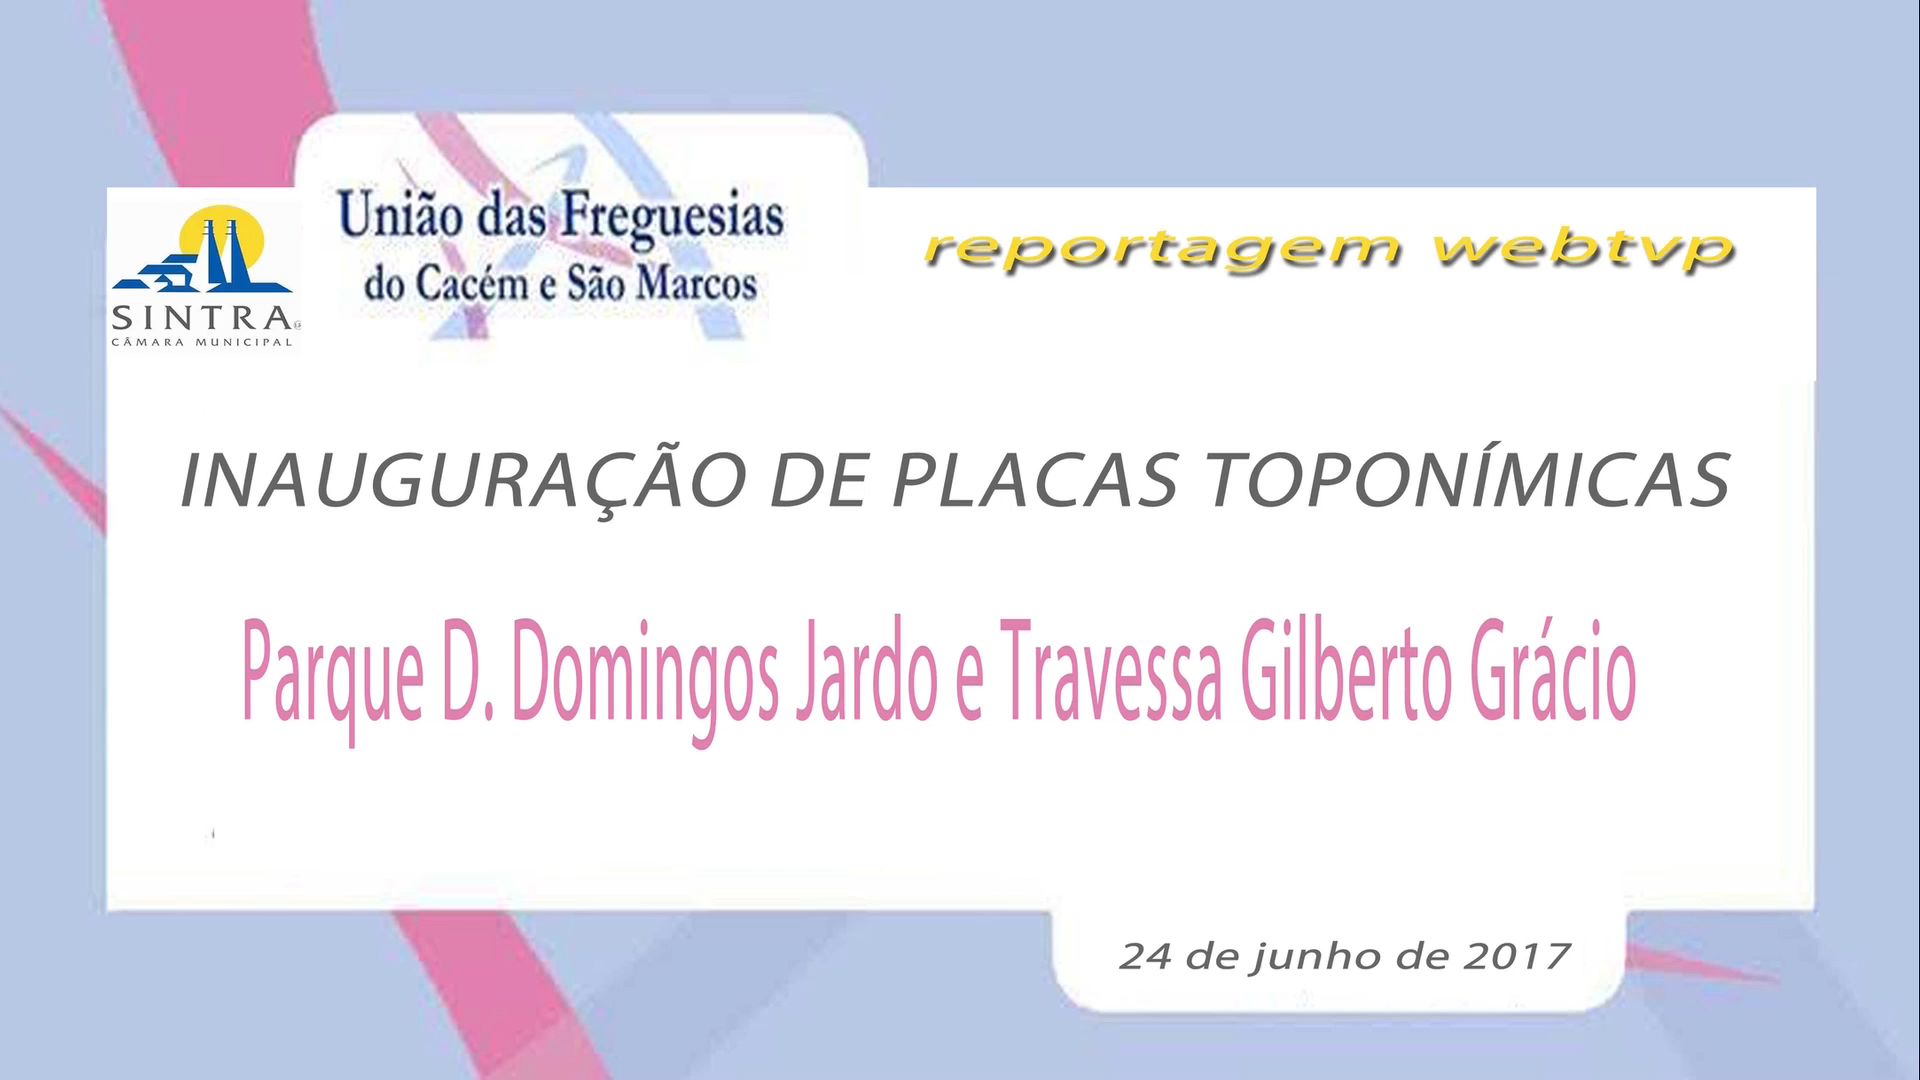 União das Freguesias
do Cacém e São Marcos
reportagem webtvp
SINTRA
CÂMARA MUNICIPAL
INAUGURAÇÃO DE PLACAS TOPONÍMICAS
Parque D. Domingos Jardo e Travessa Gilberto Grácio
24 de junho de 2017